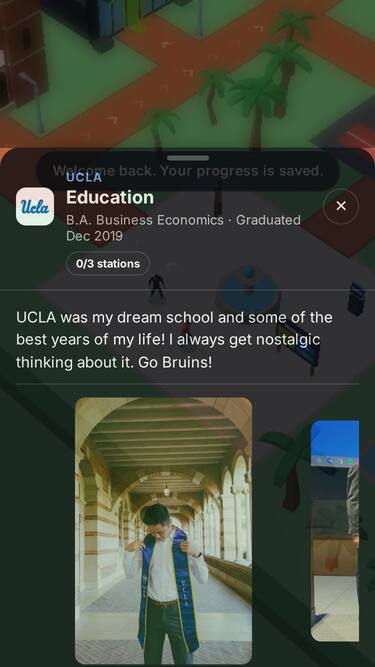 Welcome back. Your progress is saved.
UCLA
Ucla
Education
B.A. Business Economics · Graduated
Dec 2019
0/3 stations
UCLA was my dream school and some of the
best years of my life! I always get nostalgic
thinking about it. Go Bruins!
UCLA